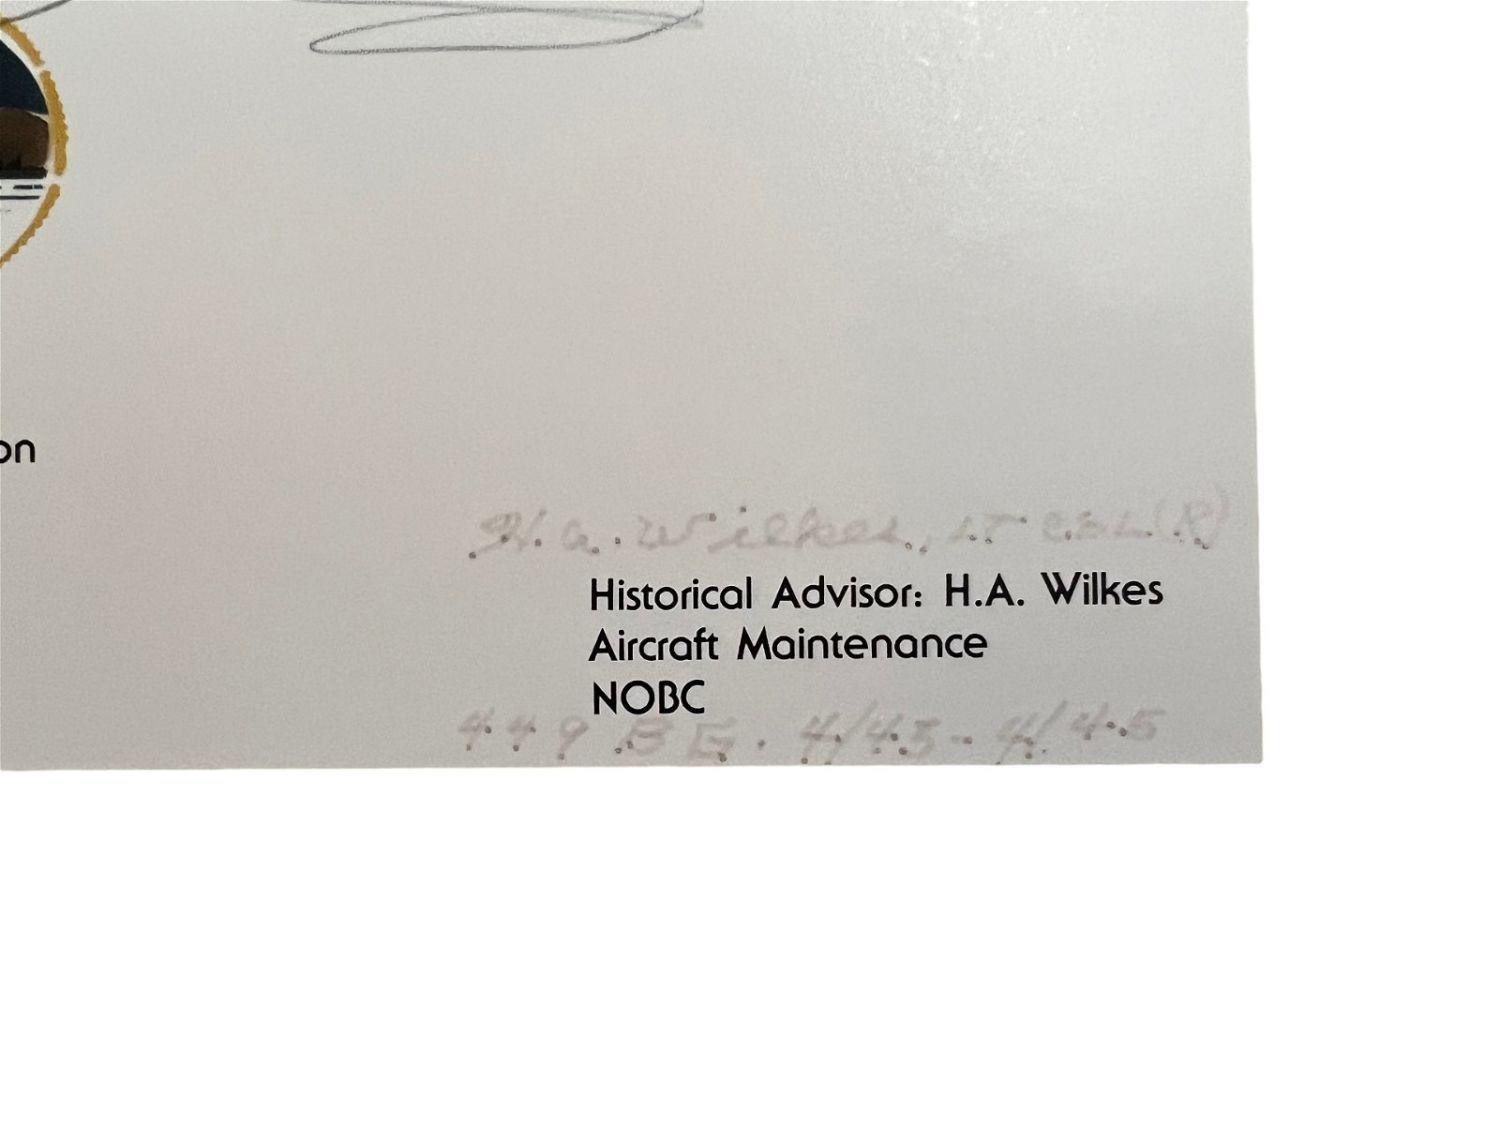 on
H.A. Wilkes, LT COL (R)
Historical Advisor: H.A. Wilkes
Aircraft Maintenance
NOBC
449 BG. 4/43 - 4/45